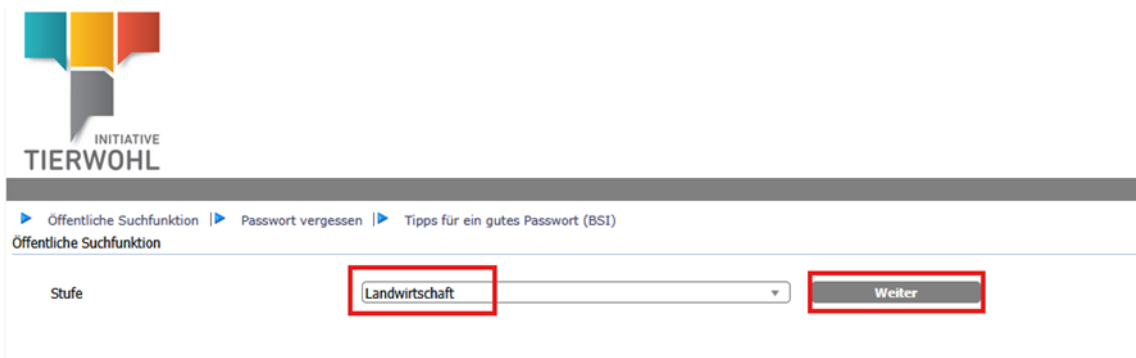 INITIATIVE
TIERWOHL
Öffentliche Suchfunktion | Passwort vergessen | Tipps für ein gutes Passwort (BSI)
Öffentliche Suchfunktion
Stufe Landwirtschaft Weiter